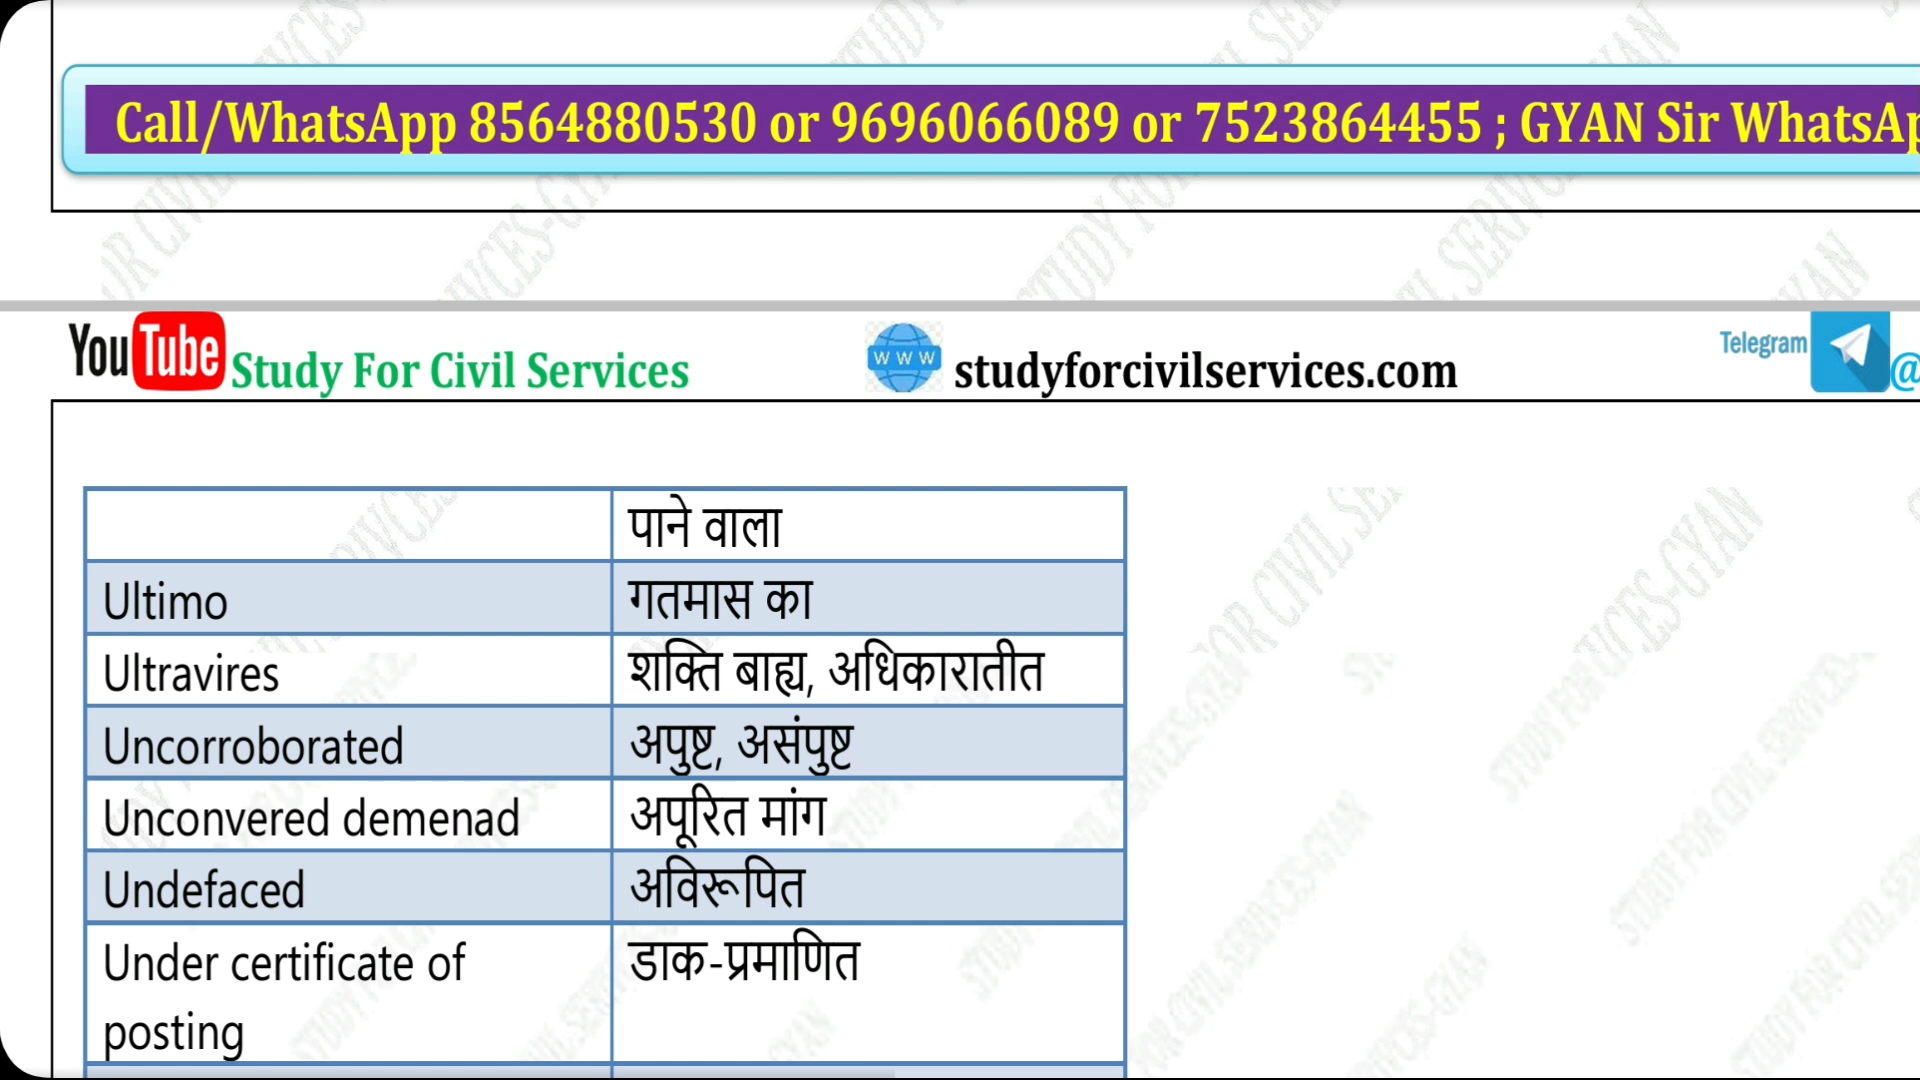 Call/WhatsApp 8564880530 or 9696066089 or 7523864455 ; GYAN Sir WhatsAp
YouTube Study For Civil Services
www studyforcivilservices.com
Telegram @
पाने वाला
Ultimo गतमास का
Ultravires शक्ति बाह्य, अधिकारातीत
Uncorroborated अपुष्ट, असंपुष्ट
Unconvered demenad अपूरित मांग
Undefaced अविरूपित
Under certificate of डाक-प्रमाणित
posting